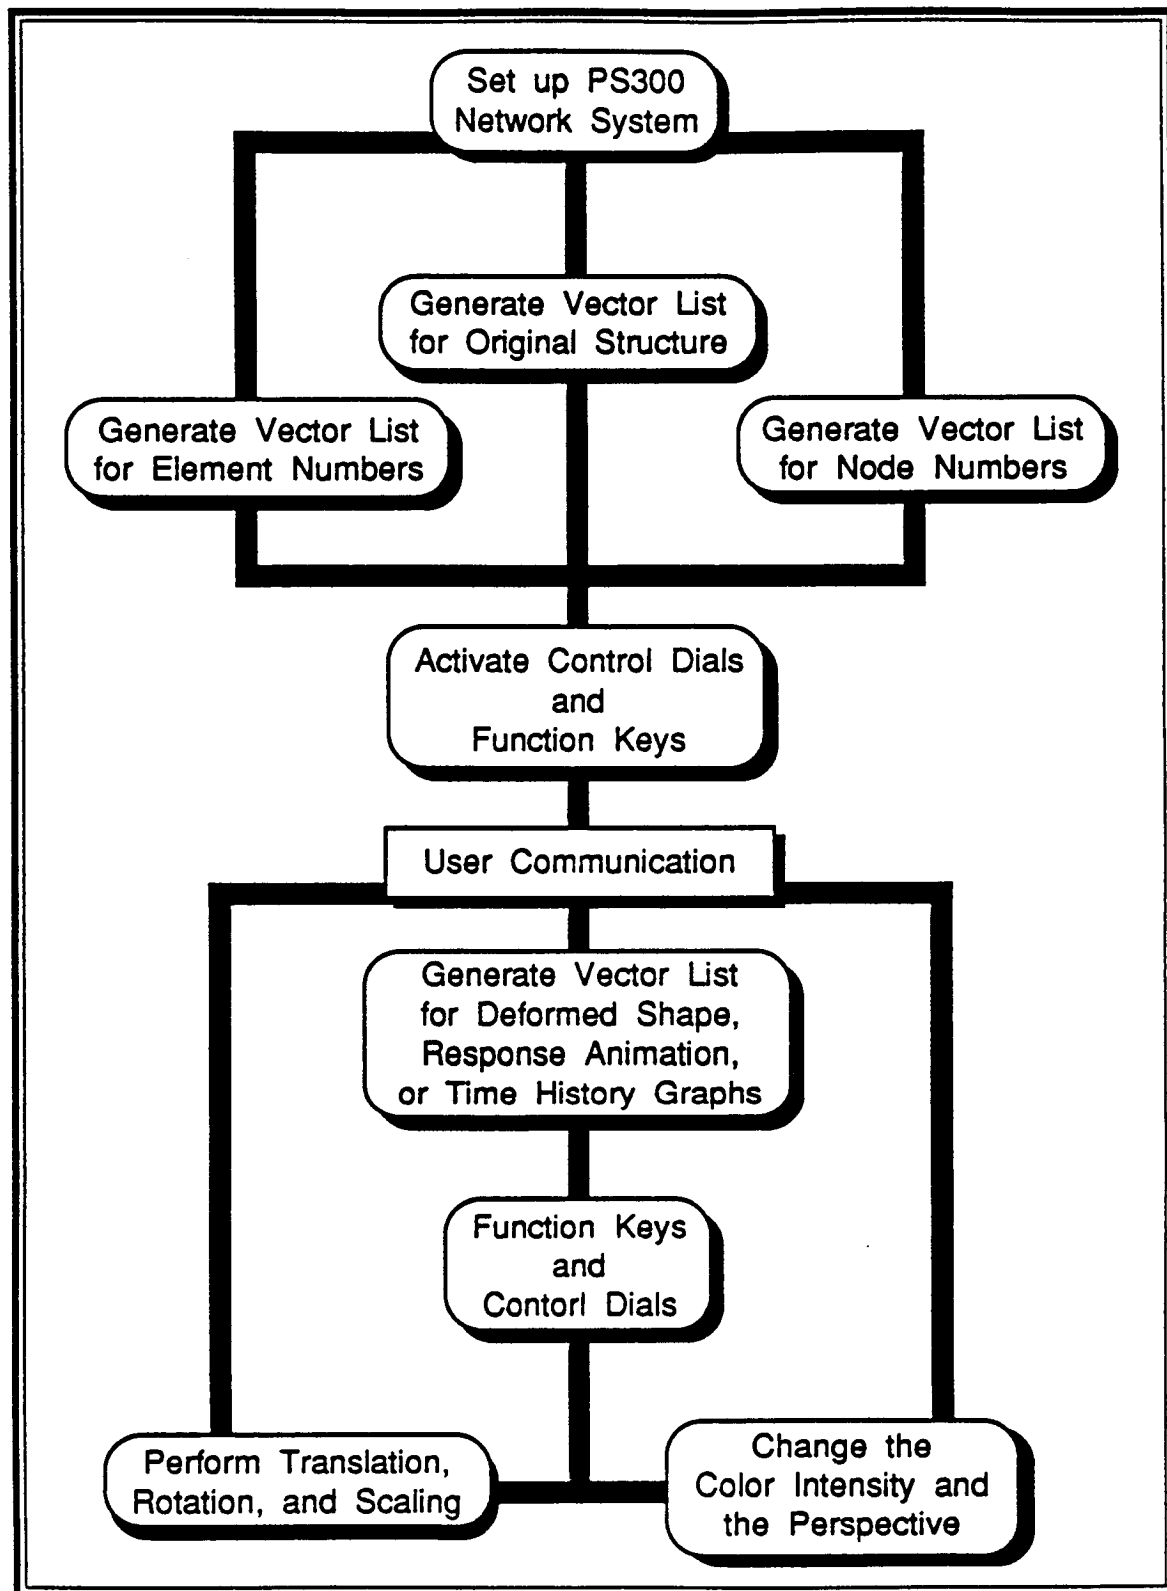 Set up PS300
Network System
Generate Vector List
for Original Structure
Generate Vector List
for Element Numbers
Generate Vector List
for Node Numbers
Activate Control Dials
and
Function Keys
User Communication
Generate Vector List
for Deformed Shape,
Response Animation,
or Time History Graphs
Function Keys
and
Contorl Dials
Perform Translation,
Rotation, and Scaling
Change the
Color Intensity and
the Perspective